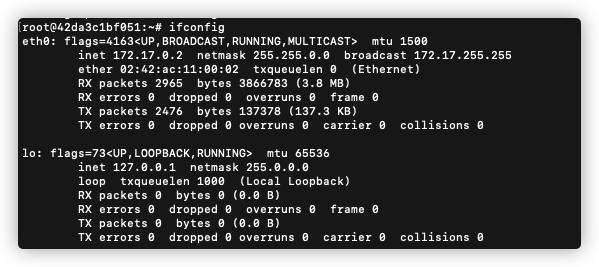 [root@42da3c1bf051:~# ifconfig
eth0: flags=4163<UP,BROADCAST,RUNNING,MULTICAST>  mtu 1500
        inet 172.17.0.2  netmask 255.255.0.0  broadcast 172.17.255.255
        ether 02:42:ac:11:00:02  txqueuelen 0  (Ethernet)
        RX packets 2965  bytes 3866783 (3.8 MB)
        RX errors 0  dropped 0  overruns 0  frame 0
        TX packets 2476  bytes 137378 (137.3 KB)
        TX errors 0  dropped 0 overruns 0  carrier 0  collisions 0

lo: flags=73<UP,LOOPBACK,RUNNING>  mtu 65536
        inet 127.0.0.1  netmask 255.0.0.0
        loop  txqueuelen 1000  (Local Loopback)
        RX packets 0  bytes 0 (0.0 B)
        RX errors 0  dropped 0  overruns 0  frame 0
        TX packets 0  bytes 0 (0.0 B)
        TX errors 0  dropped 0 overruns 0  carrier 0  collisions 0